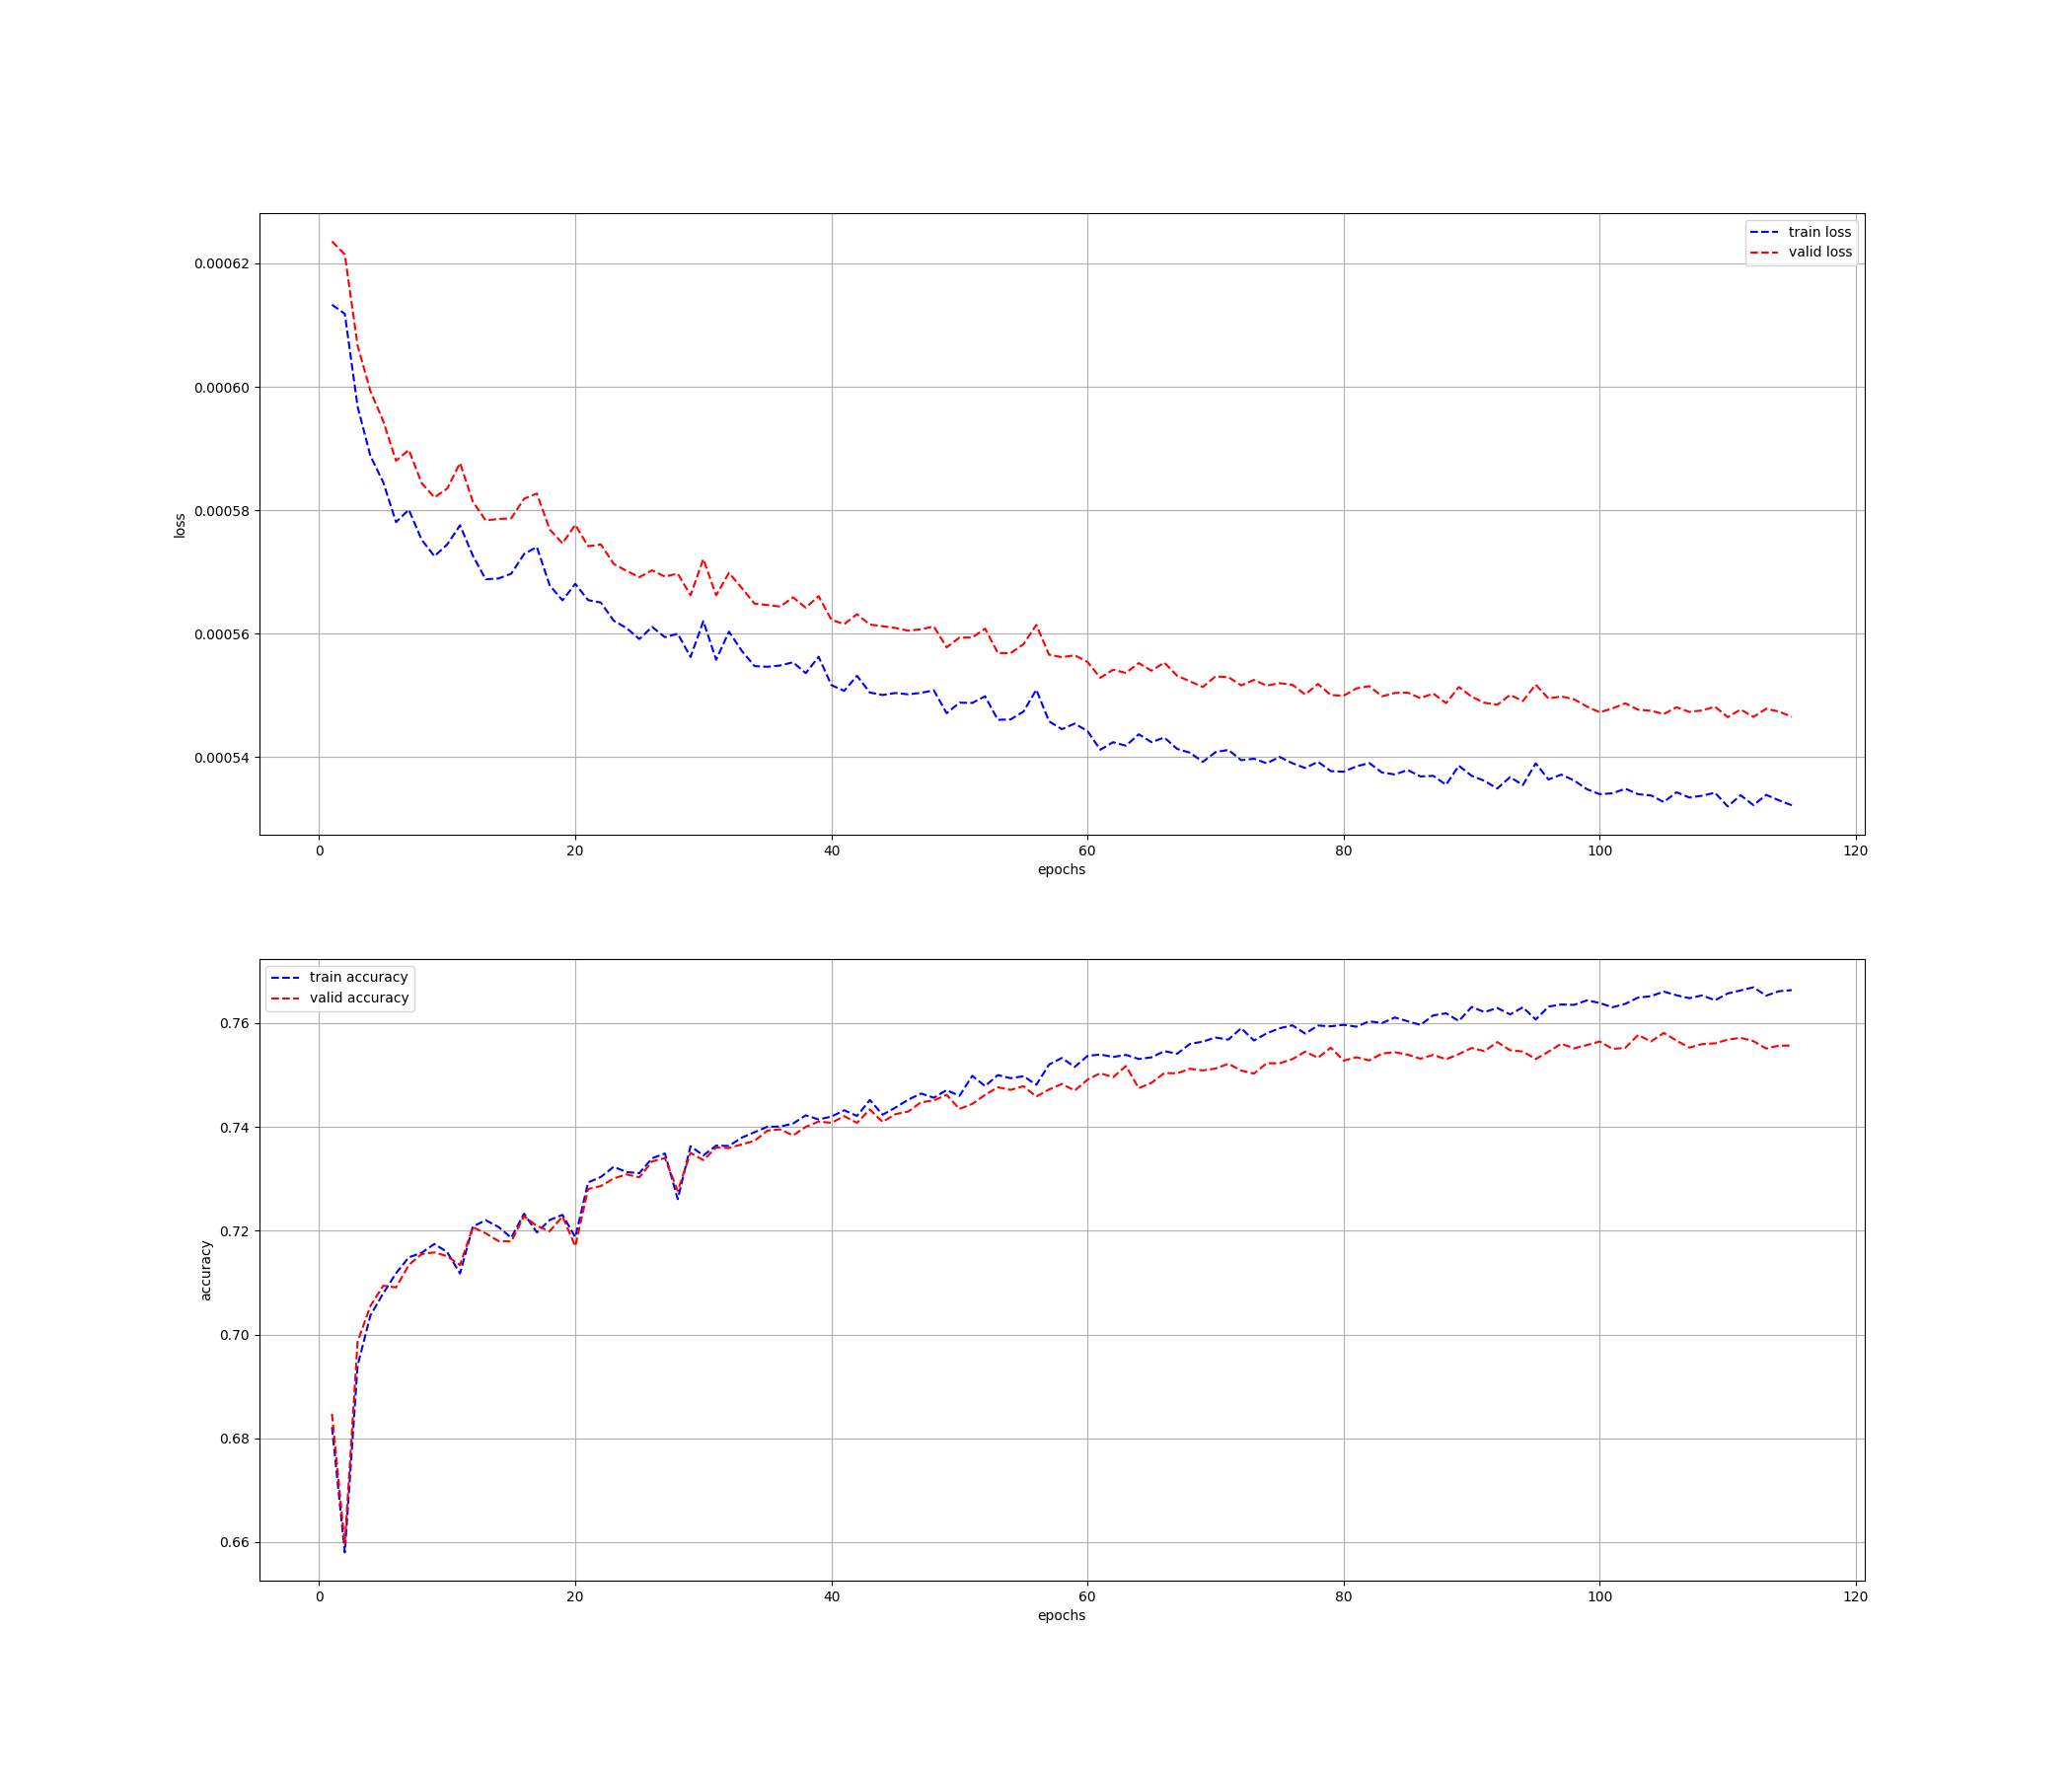 train loss
valid loss
0.00062
0.00060
0.00058
0.00056
0.00054
loss
0 20 40 60 80 100 120
epochs
train accuracy
valid accuracy
0.76
0.74
0.72
0.70
0.68
0.66
accuracy
0 20 40 60 80 100 120
epochs